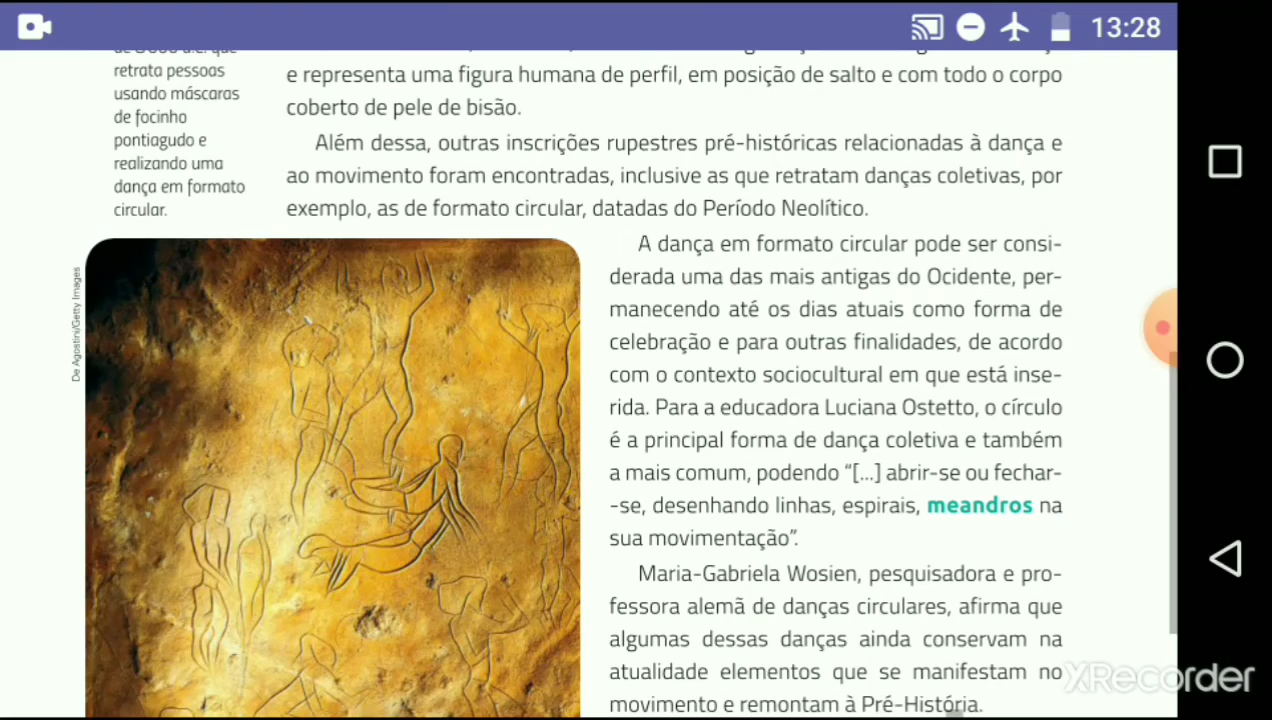 13:28
retrata pessoas
usando máscaras
de focinho
pontiagudo e
realizando uma
dança em formato
circular.
e representa uma figura humana de perfil, em posição de salto e com todo o corpo
coberto de pele de bisão.
Além dessa, outras inscrições rupestres pré-históricas relacionadas à dança e
ao movimento foram encontradas, inclusive as que retratam danças coletivas, por
exemplo, as de formato circular, datadas do Período Neolítico.
De Agostini/Getty Images
A dança em formato circular pode ser consi-
derada uma das mais antigas do Ocidente, per-
manecendo até os dias atuais como forma de
celebração e para outras finalidades, de acordo
com o contexto sociocultural em que está inse-
rida. Para a educadora Luciana Ostetto, o círculo
é a principal forma de dança coletiva e também
a mais comum, podendo “[...] abrir-se ou fechar-
-se, desenhando linhas, espirais, meandros na
sua movimentação”.
Maria-Gabriela Wosien, pesquisadora e pro-
fessora alemã de danças circulares, afirma que
algumas dessas danças ainda conservam na
atualidade elementos que se manifestam no
movimento e remontam à Pré-História.
XRecorder